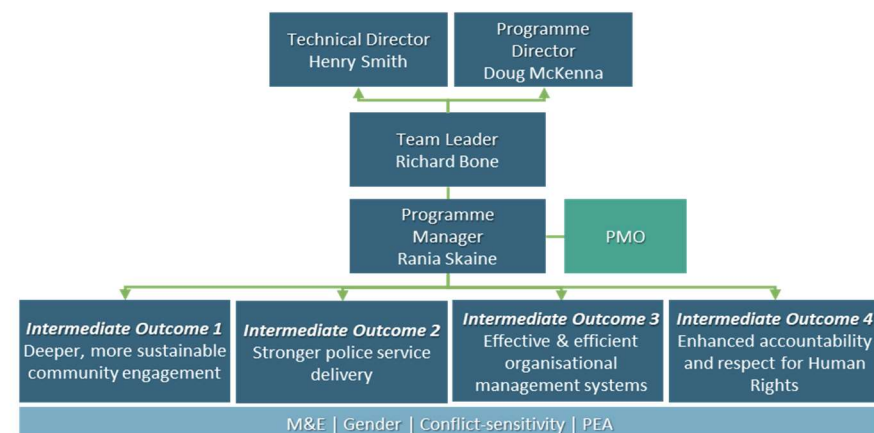 Technical Director
Henry Smith
Programme
Director
Doug McKenna
Team Leader
Richard Bone
Programme
Manager
Rania Skaine
PMO
Intermediate Outcome 1
Deeper, more sustainable
community engagement
Intermediate Outcome 2
Stronger police service
delivery
Intermediate Outcome 3
Effective & efficient
organisational
management systems
Intermediate Outcome 4
Enhanced accountability
and respect for Human
Rights
M&E | Gender | Conflict-sensitivity | PEA